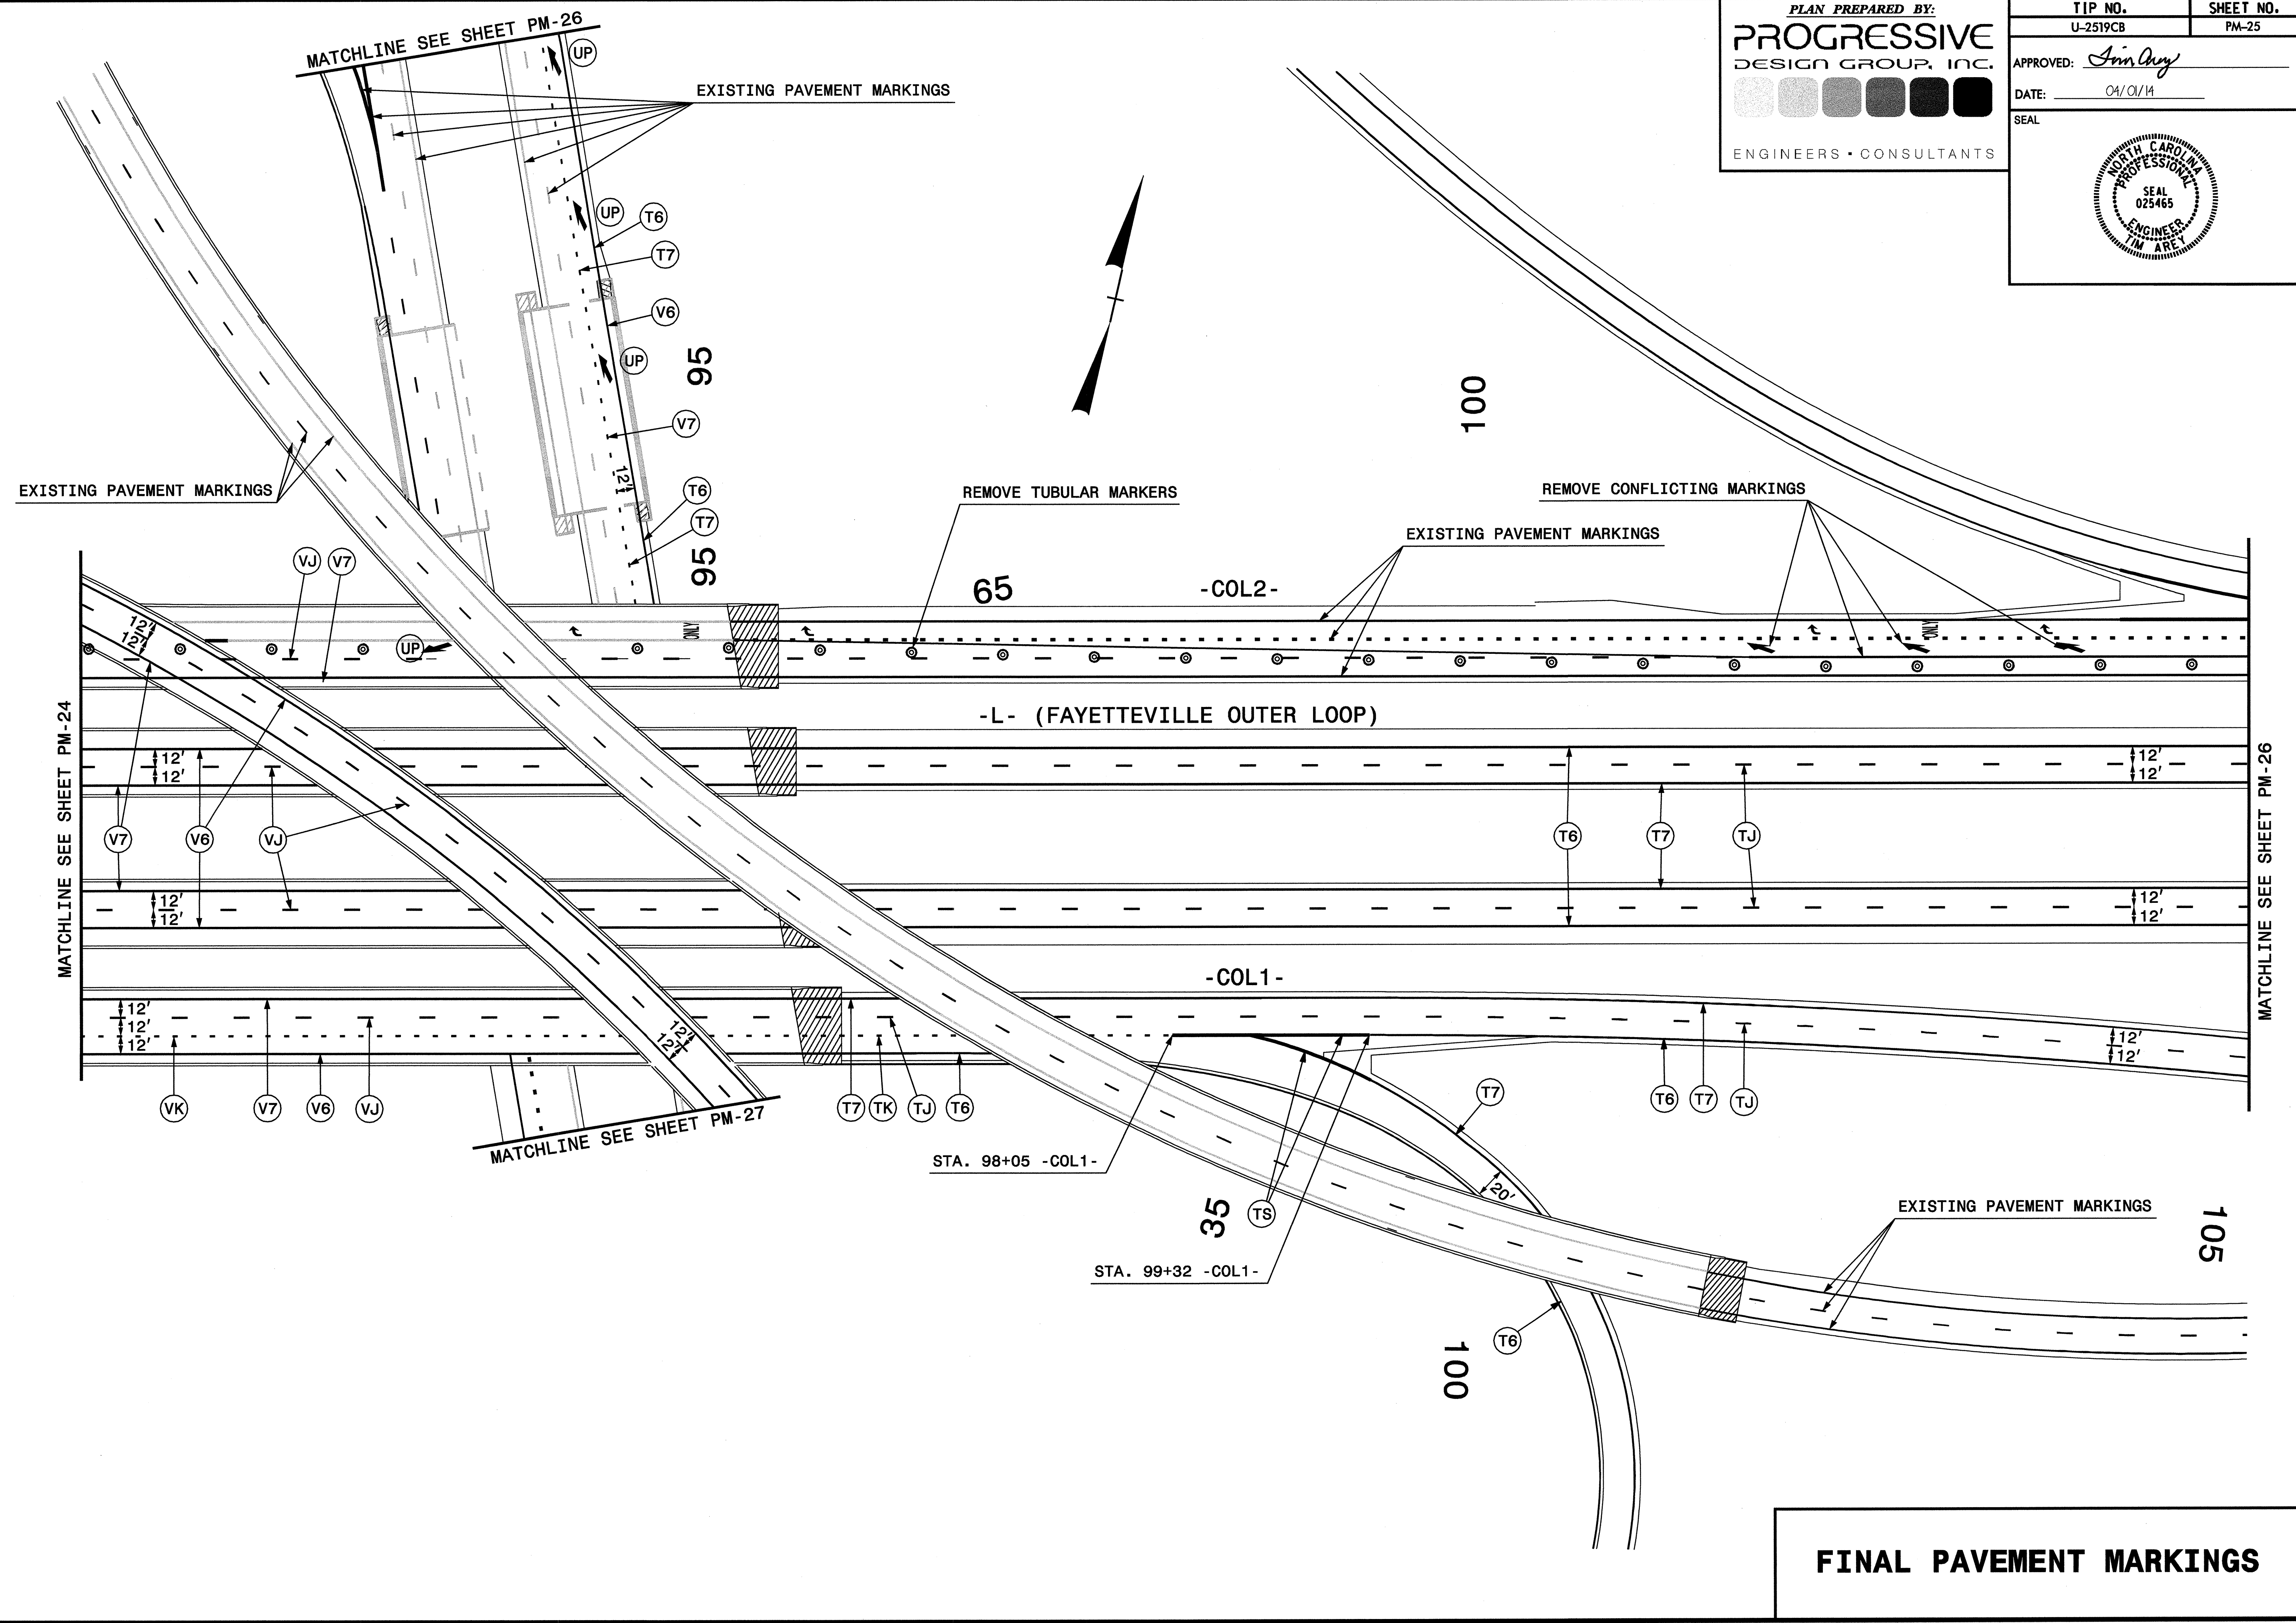 PLAN PREPARED BY:
PROGRESSIVE
DESIGN GROUP, INC.
ENGINEERS • CONSULTANTS
TIP NO.
SHEET NO.
U-2519CB
PM-25
APPROVED: Tim Arey
DATE: 04/01/14
SEAL
NORTH CAROLINA
PROFESSIONAL
SEAL
025465
ENGINEER
TIM AREY
MATCHLINE SEE SHEET PM-26
UP
EXISTING PAVEMENT MARKINGS
UP
T6
T7
V6
UP
95
V7
100
12'
EXISTING PAVEMENT MARKINGS
T6
T7
95
REMOVE TUBULAR MARKERS
REMOVE CONFLICTING MARKINGS
EXISTING PAVEMENT MARKINGS
VJ
V7
65
-COL2-
12'
12'
UP
ONLY
ONLY
-L- (FAYETTEVILLE OUTER LOOP)
MATCHLINE SEE SHEET PM-24
MATCHLINE SEE SHEET PM-26
12'
12'
12'
12'
V7
V6
VJ
T6
T7
TJ
12'
12'
12'
12'
-COL1-
12'
12'
12'
12'
12'
12'
12'
VK
V7
V6
VJ
T7
TK
TJ
T6
T7
T6
T7
TJ
MATCHLINE SEE SHEET PM-27
STA. 98+05 -COL1-
20'
35
TS
EXISTING PAVEMENT MARKINGS
105
STA. 99+32 -COL1-
T6
100
FINAL PAVEMENT MARKINGS